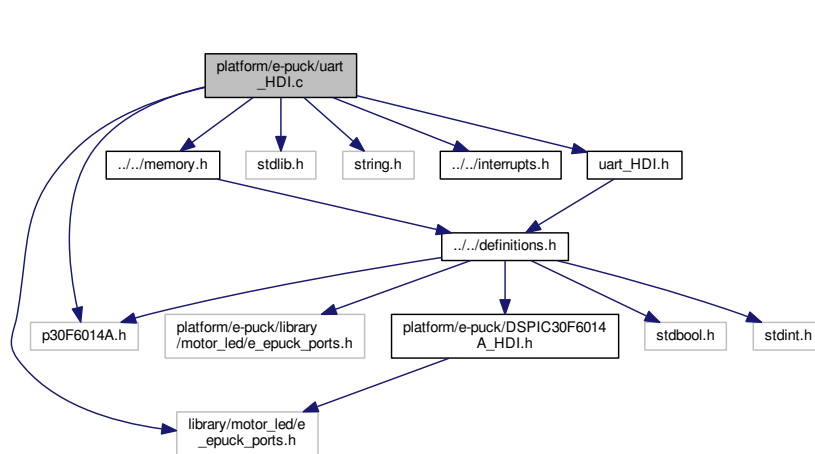 platform/e-puck/uart
_HDI.c
../../memory.h
stdlib.h
string.h
../../interrupts.h
uart_HDI.h
../../definitions.h
p30F6014A.h
platform/e-puck/library
/motor_led/e_epuck_ports.h
platform/e-puck/DSPIC30F6014
A_HDI.h
stdbool.h
stdint.h
library/motor_led/e
_epuck_ports.h